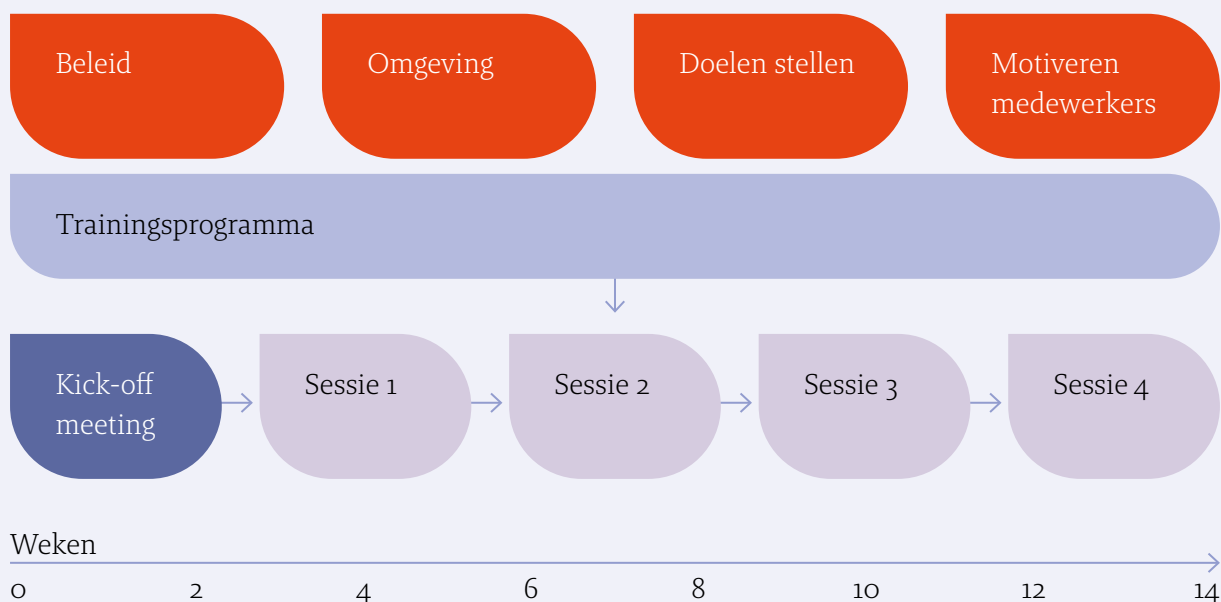 Beleid
Omgeving
Doelen stellen
Motiveren
medewerkers
Trainingsprogramma
Kick-off
meeting
Sessie 1
Sessie 2
Sessie 3
Sessie 4
Weken
0 2 4 6 8 10 12 14